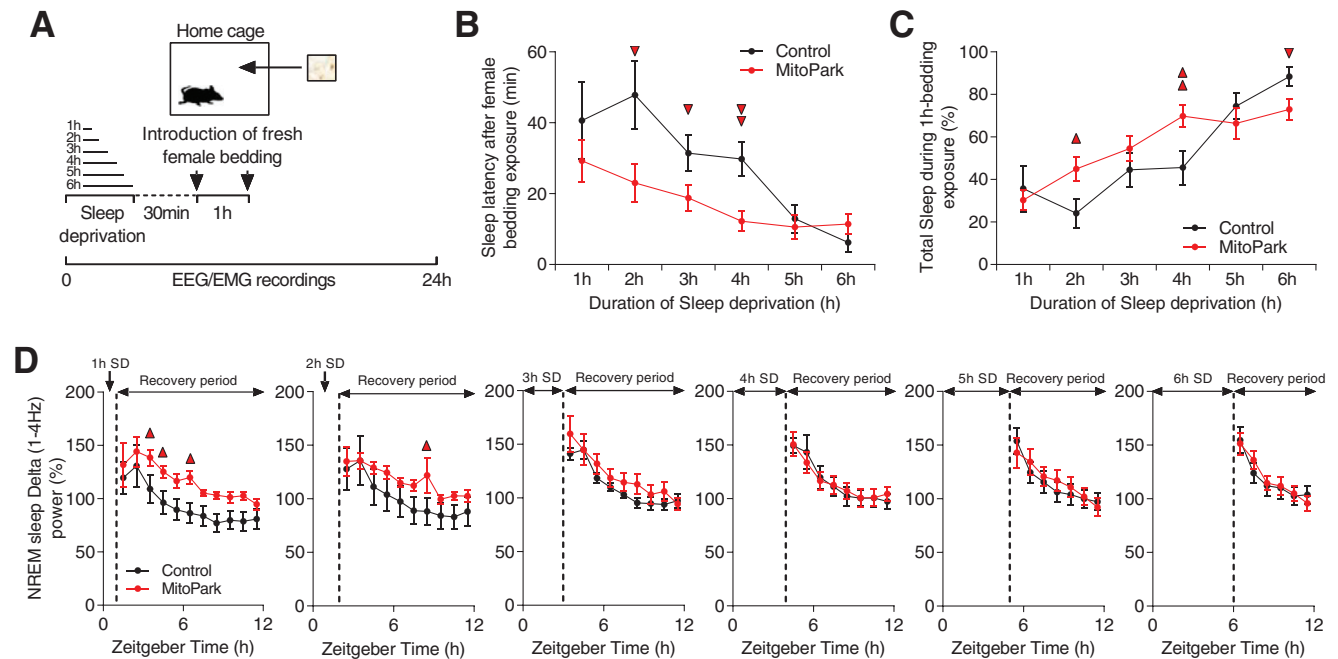 A
Home cage
1h
2h
3h
4h
5h
6h
Introduction of fresh
female bedding
Sleep
deprivation
30min
1h
0
EEG/EMG recordings
24h
B
Sleep latency after female
bedding exposure (min)
60
40
20
0
Control
MitoPark
1h
2h
3h
4h
5h
6h
Duration of Sleep deprivation (h)
C
Total Sleep during 1h-bedding
exposure (%)
100
80
60
40
20
0
Control
MitoPark
1h
2h
3h
4h
5h
6h
Duration of Sleep deprivation (h)
D
NREM sleep Delta (1-4Hz)
power (%)
1h SD
Recovery period
200
150
100
50
0
Control
MitoPark
0
6
12
Zeitgeber Time (h)
2h SD
Recovery period
200
150
100
50
0
0
6
12
Zeitgeber Time (h)
3h SD
Recovery period
200
150
100
50
0
0
6
12
Zeitgeber Time (h)
4h SD
Recovery period
200
150
100
50
0
0
6
12
Zeitgeber Time (h)
5h SD
Recovery period
200
150
100
50
0
0
6
12
Zeitgeber Time (h)
6h SD
Recovery period
200
150
100
50
0
0
6
12
Zeitgeber Time (h)